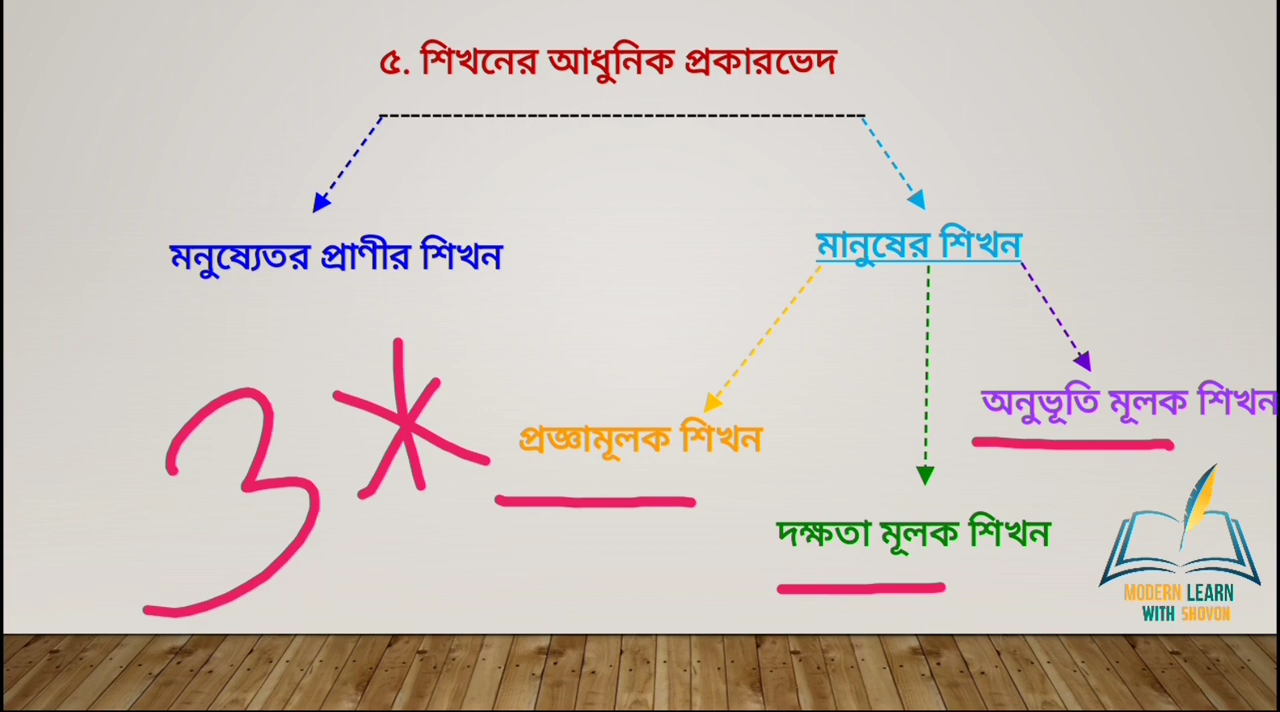 ৫. শিখনের আধুনিক প্রকারভেদ
মনুষ্যেতর প্রাণীর শিখন
মানুষের শিখন
অনুভূতি মূলক শিখন
প্রজ্ঞামূলক শিখন
3*
দক্ষতা মূলক শিখন
MODERN LEARN
WITH SHOVON